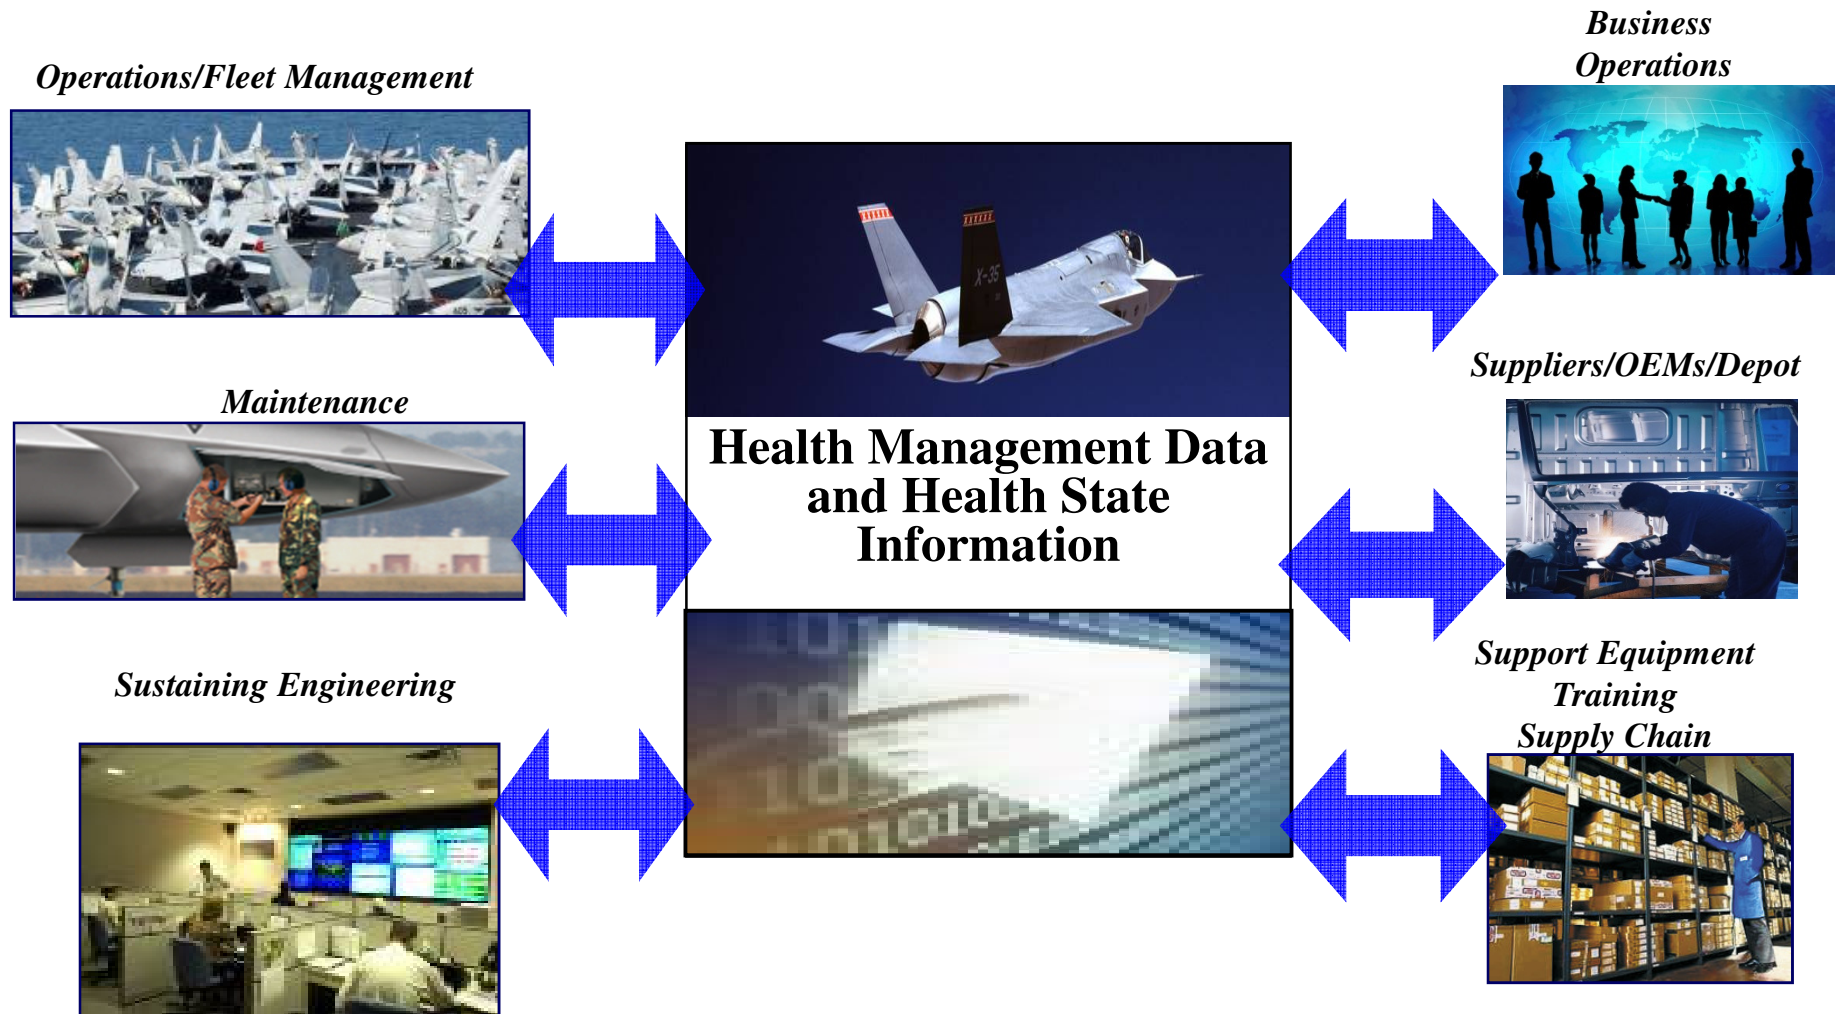 Operations/Fleet Management
Maintenance
Sustaining Engineering
X-35
Health Management Data
and Health State
Information
Business
Operations
Suppliers/OEMs/Depot
Support Equipment
Training
Supply Chain